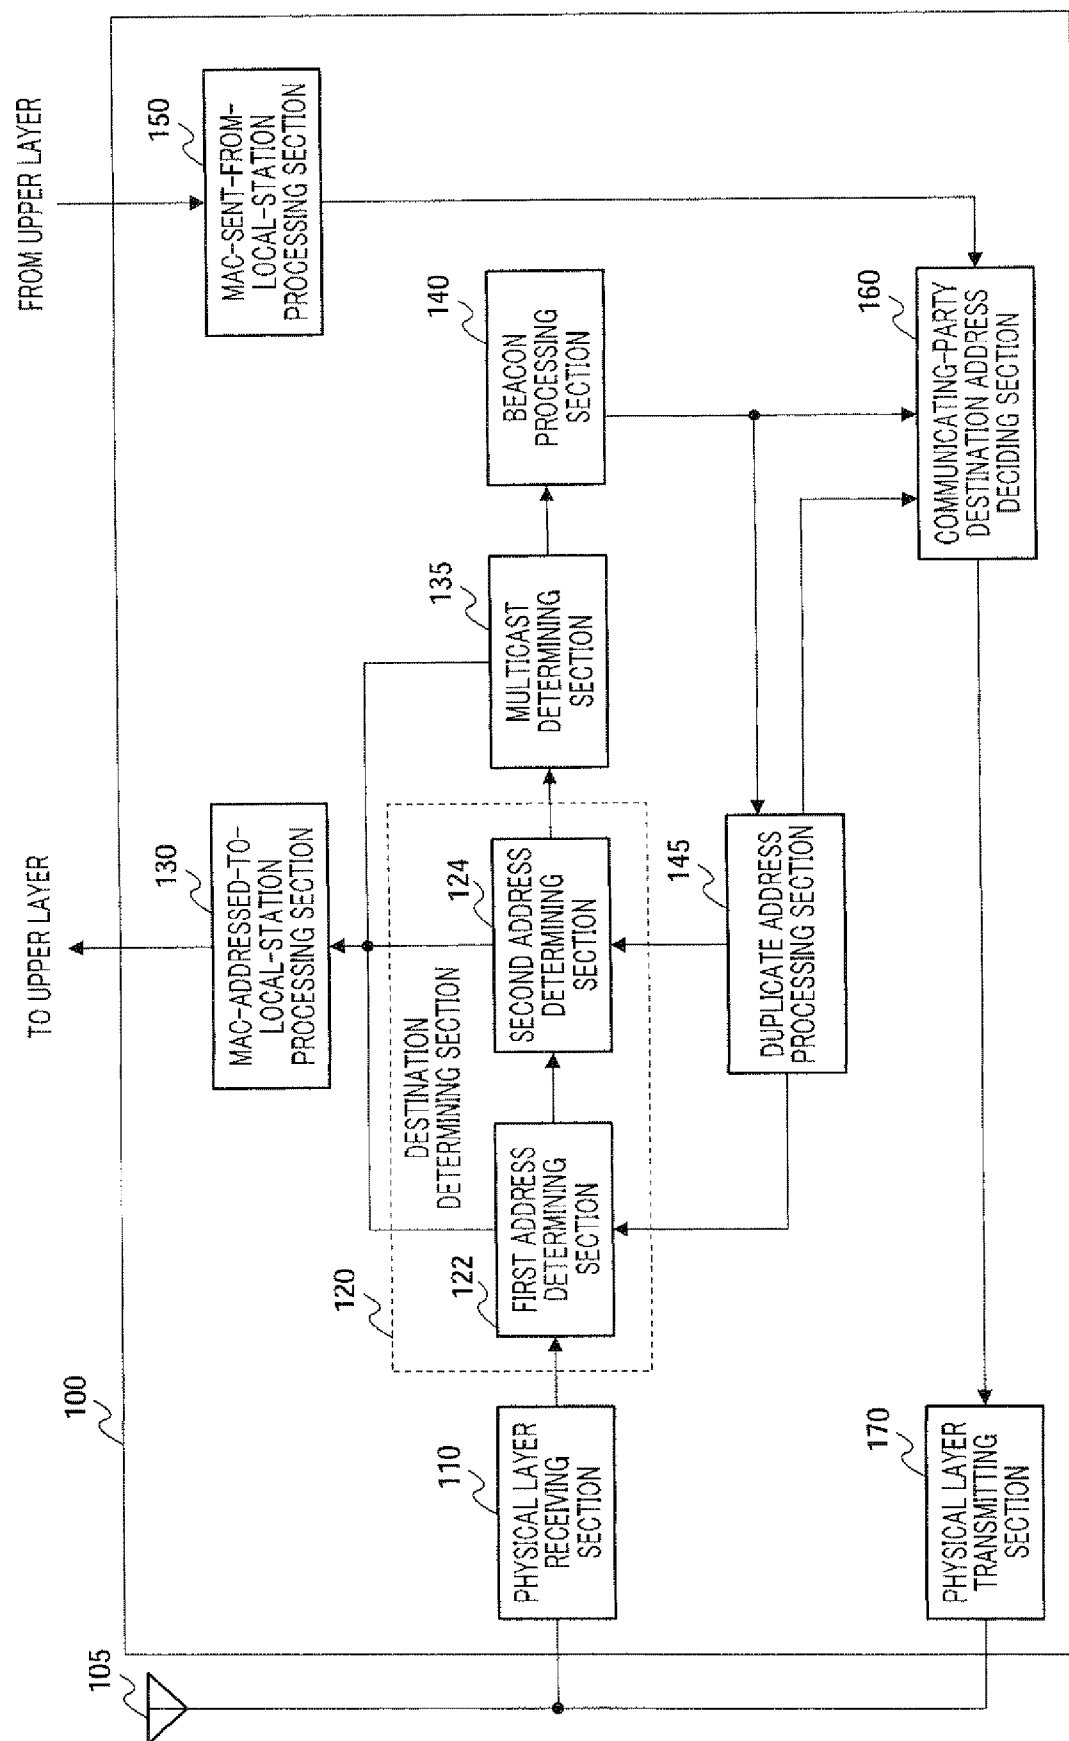 TO UPPER LAYER
FROM UPPER LAYER
105
100
130
MAC-ADDRESSED-TO-
LOCAL-STATION
PROCESSING SECTION
150
MAC-SENT-FROM-
LOCAL-STATION
PROCESSING SECTION
120
DESTINATION
DETERMINING SECTION
110
PHYSICAL LAYER
RECEIVING
SECTION
122
FIRST ADDRESS
DETERMINING
SECTION
124
SECOND ADDRESS
DETERMINING
SECTION
135
MULTICAST
DETERMINING
SECTION
140
BEACON
PROCESSING
SECTION
145
DUPLICATE ADDRESS
PROCESSING SECTION
170
PHYSICAL LAYER
TRANSMITTING
SECTION
160
COMMUNICATING-PARTY
DESTINATION ADDRESS
DECIDING SECTION